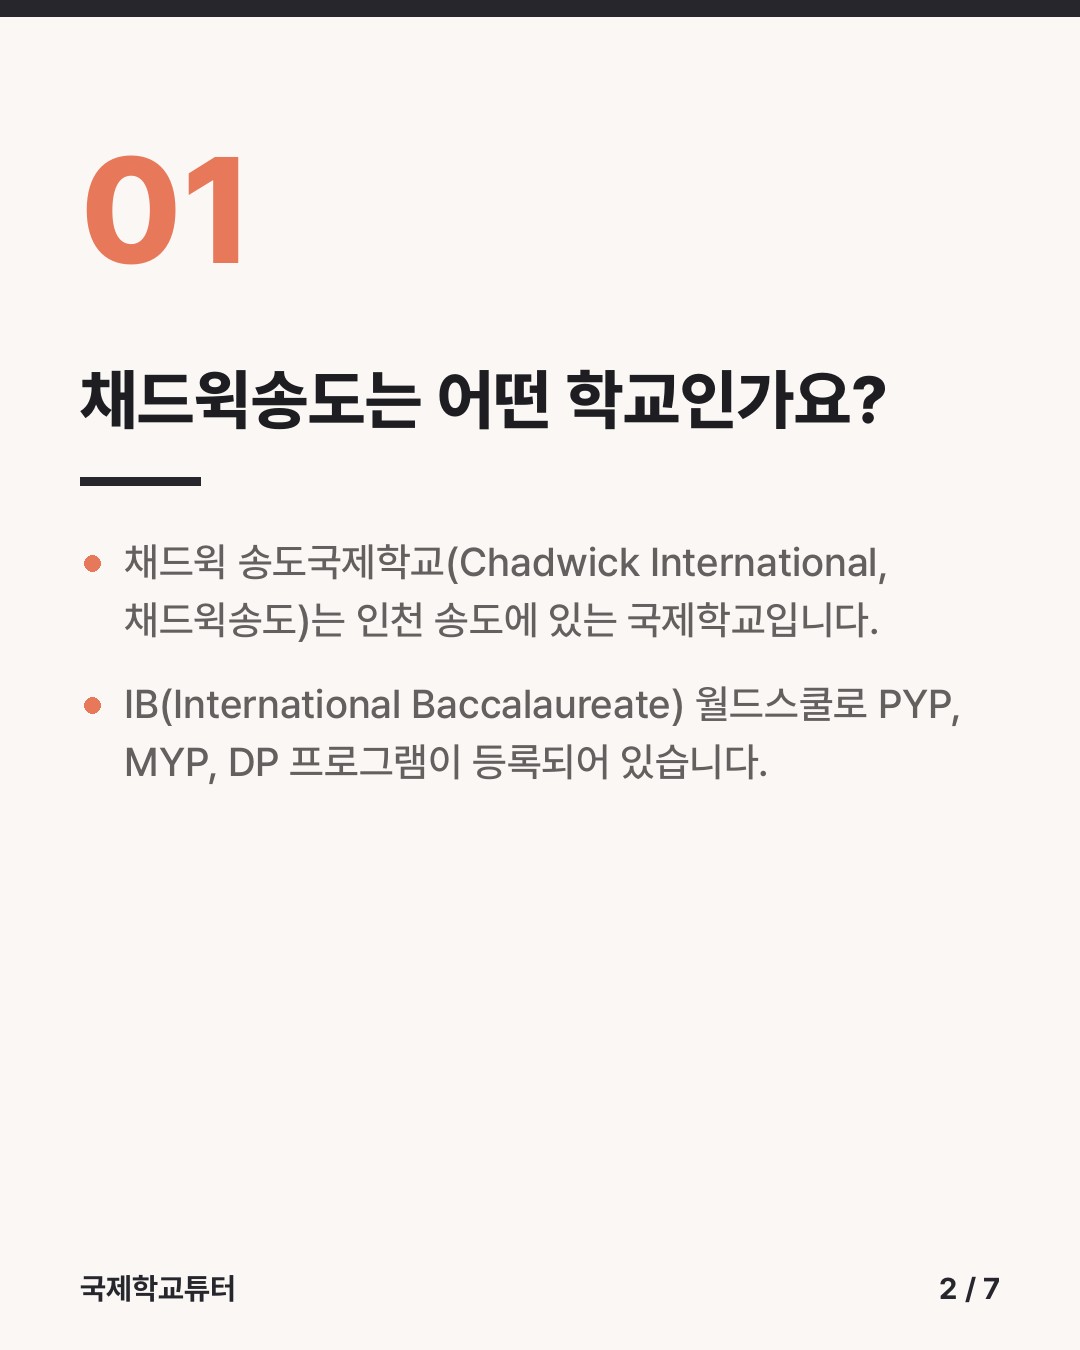 01
채드윅송도는 어떤 학교인가요?
채드윅 송도국제학교(Chadwick International,
채드윅송도)는 인천 송도에 있는 국제학교입니다.
IB(International Baccalaureate) 월드스쿨로 PYP,
MYP, DP 프로그램이 등록되어 있습니다.
국제학교튜터
2 / 7